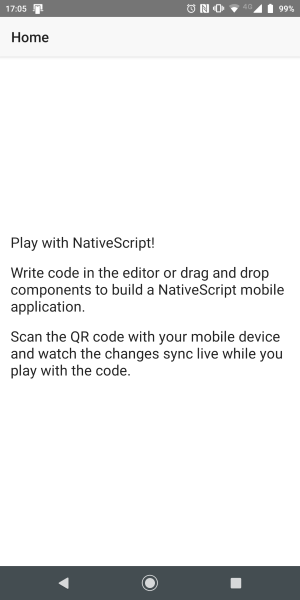 17:05 4G 99%
Home
Play with NativeScript!
Write code in the editor or drag and drop
components to build a NativeScript mobile
application.
Scan the QR code with your mobile device
and watch the changes sync live while you
play with the code.